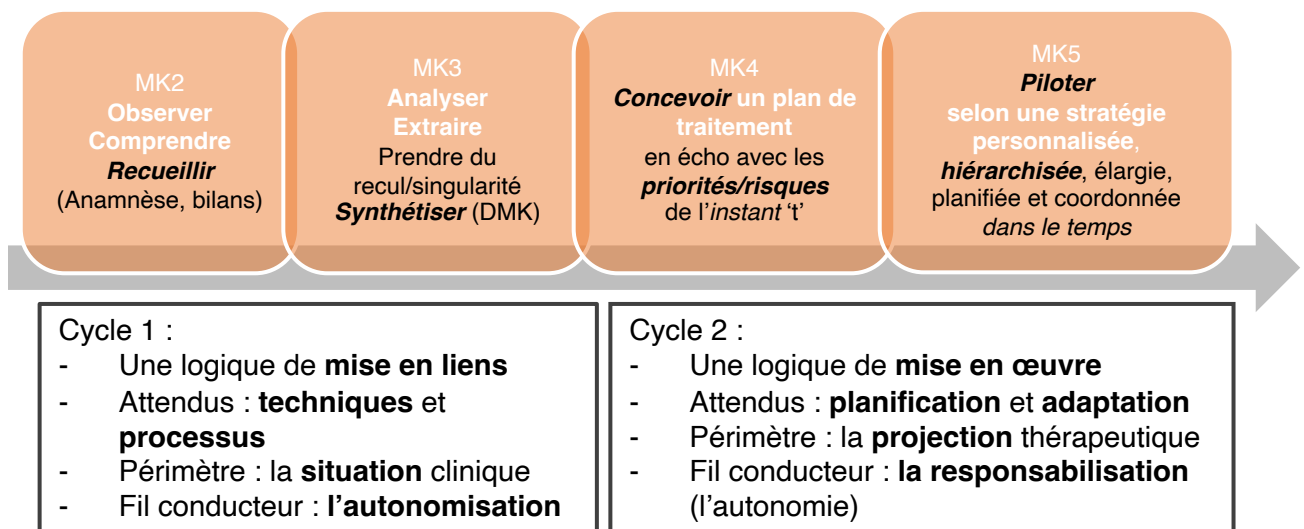 MK2
Observer
Comprendre
Recueillir
(Anamnèse, bilans)
MK3
Analyser
Extraire
Prendre du
recul/singularité
Synthétiser (DMK)
MK4
Concevoir un plan de
traitement
en écho avec les
priorités/risques
de l'instant 't'
MK5
Piloter
selon une stratégie
personnalisée,
hiérarchisée, élargie,
planifiée et coordonnée
dans le temps
Cycle 1 :
- Une logique de mise en liens
- Attendus : techniques et
processus
- Périmètre : la situation clinique
- Fil conducteur : l'autonomisation
Cycle 2 :
- Une logique de mise en œuvre
- Attendus : planification et adaptation
- Périmètre : la projection thérapeutique
- Fil conducteur : la responsabilisation
(l'autonomie)